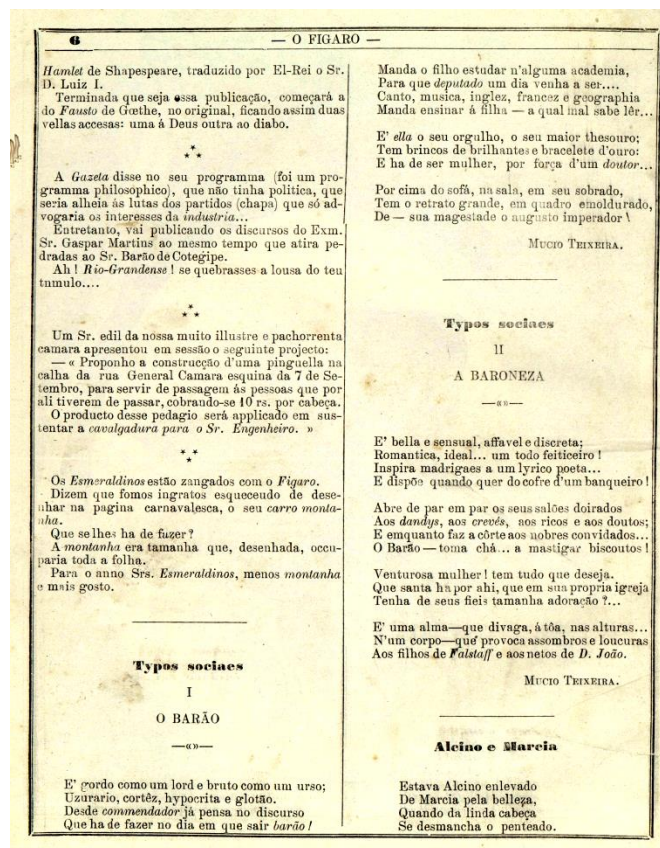 6
— O FIGARO —
Hamlet de Shapespeare, traduzido por El-Rei o Sr.
D. Luiz I.
Terminada que seja essa publicação, começará a
do Fausto de Gœthe, no original, ficando assim duas
vellas accesas: uma á Deus outra ao diabo.
⁂
A Gazeta disse no seu programma (foi um pro-
gramma philosophico), que não tinha politica, que
seria alheia ás lutas dos partidos (chapa) que só ad-
vogaria os interesses da industria...
Entretanto, vai publicando os discursos do Exm.
Sr. Gaspar Martins ao mesmo tempo que atira pe-
dradas ao Sr. Barão de Cotegipe.
Ah ! Rio-Grandense ! se quebrasses a lousa do teu
tumulo....
⁂
Um Sr. edil da nossa muito illustre e pachorrenta
camara apresentou em sessão o seguinte projecto:
— « Proponho a construcção d'uma pinguella na
calha da rua General Camara esquina da 7 de Se-
tembro, para servir de passagem ás pessoas que por
ali tiverem de passar, cobrando-se 10 rs. por cabeça.
O producto desse pedagio será applicado em sus-
tentar a cavalgadura para o Sr. Engenheiro. »
⁂
Os Esmeraldinos estão zangados com o Figaro.
Dizem que fomos ingratos esqueceudo de dese-
nhar na pagina carnavalesca, o seu carro monta-
nha.
Que se lhes ha de fazer ?
A montanha era tamanha que, desenhada, occu-
paria toda a folha.
Para o anno Srs. Esmeraldinos, menos montanha
e mais gosto.
Typos sociaes
I
O BARÃO
—«»—
E' gordo como um lord e bruto como um urso;
Uzurario, cortêz, hypocrita e glotão.
Desde commendador já pensa no discurso
Que ha de fazer no dia em que sair barão !
Manda o filho estudar n'alguma academia,
Para que deputado um dia venha a ser....
Canto, musica, inglez, francez e geographia
Manda ensinar á filha — a qual mal sabe lêr...
E' ella o seu orgulho, o seu maior thesouro;
Tem brincos de brilhantes e bracelete d'ouro:
E ha de ser mulher, por força d'um doutor...
Por cima do sofá, na sala, em seu sobrado,
Tem o retrato grande, em quadro emoldurado,
De — sua magestade o augusto imperador \
MUCIO TEIXEIRA.
Typos sociaes
II
A BARONEZA
—«»—
E' bella e sensual, affavel e discreta;
Romantica, ideal... um todo feiticeiro !
Inspira madrigaes a um lyrico poeta...
E dispõe quando quer do cofre d'um banqueiro !
Abre de par em par os seus salões doirados
Aos dandys, aos crevés, aos ricos e aos doutos;
E emquanto faz a côrte aos nobres convidados...
O Barão — toma chá... a mastigar biscoutos !
Venturosa mulher ! tem tudo que deseja.
Que santa ha por ahi, que em sua propria igreja
Tenha de seus fieis tamanha adoração ?...
E' uma alma—que divaga, á tôa, nas alturas...
N'um corpo—que provoca assombros e loucuras
Aos filhos de Falstaff e aos netos de D. João.
MUCIO TEIXEIRA.
Alcino e Marcia
Estava Alcino enlevado
De Marcia pela belleza,
Quando da linda cabeça
Se desmancha o penteado.